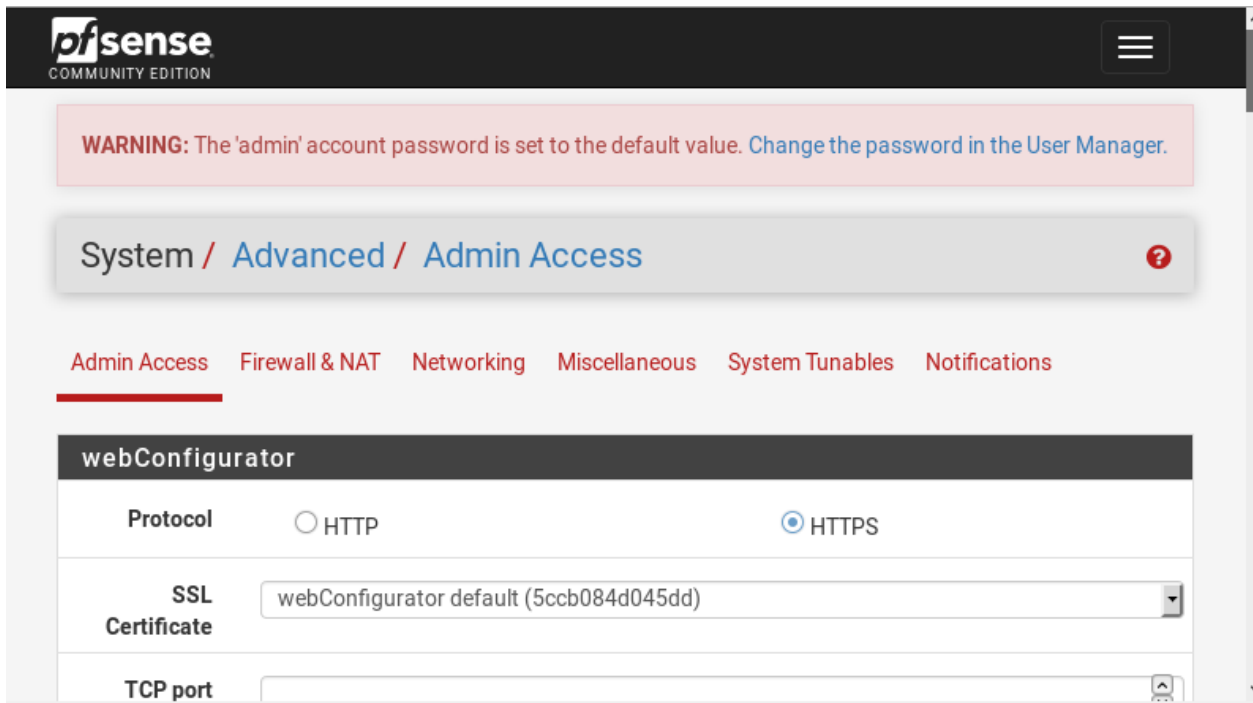 pfsense
COMMUNITY EDITION
WARNING: The 'admin' account password is set to the default value. Change the password in the User Manager.
System / Advanced / Admin Access
Admin Access Firewall & NAT Networking Miscellaneous System Tunables Notifications
webConfigurator
Protocol HTTP HTTPS
SSL
Certificate
webConfigurator default (5ccb084d045dd)
TCP port